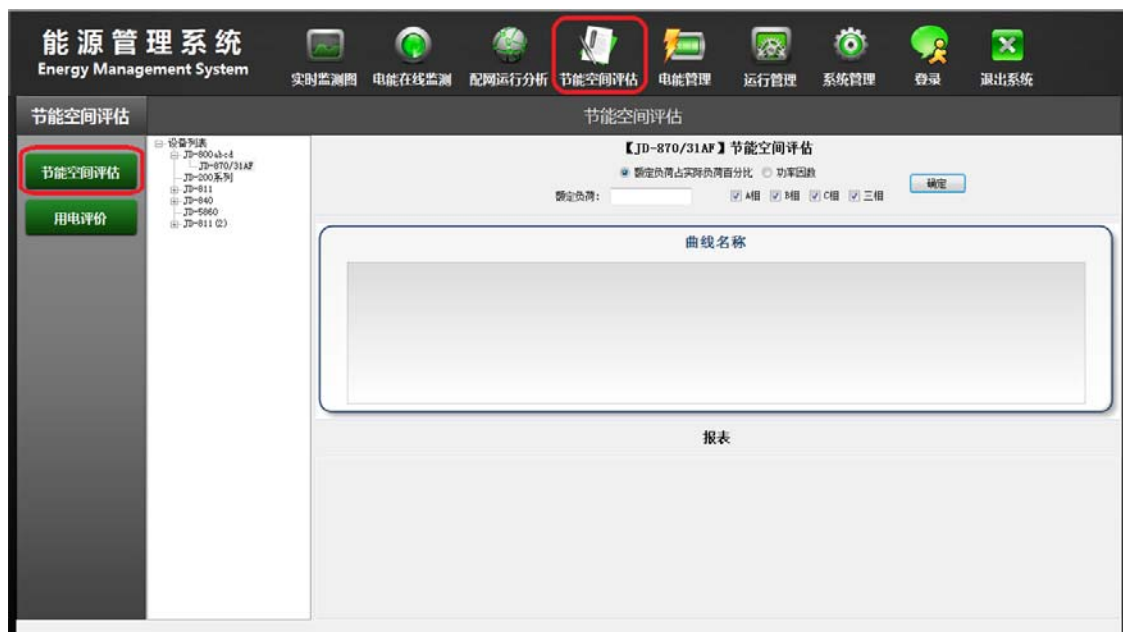 能源管理系统
Energy Management System
实时监测图 电能在线监测 配网运行分析 节能空间评估 电能管理 运行管理 系统管理 登录 退出系统
节能空间评估
节能空间评估
节能空间评估
用电评价
设备列表
JD-800abcd
JD-870/31AF
JD-200系列
JD-811
JD-840
JD-5860
JD-811(2)
【JD-870/31AF】节能空间评估
额定负荷占实际负荷百分比 功率因数
额定负荷: A相 B相 C相 三相 确定
曲线名称
报表